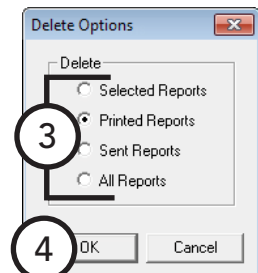 Delete Options
Delete
Selected Reports
3
Printed Reports
Sent Reports
All Reports
4
OK
Cancel